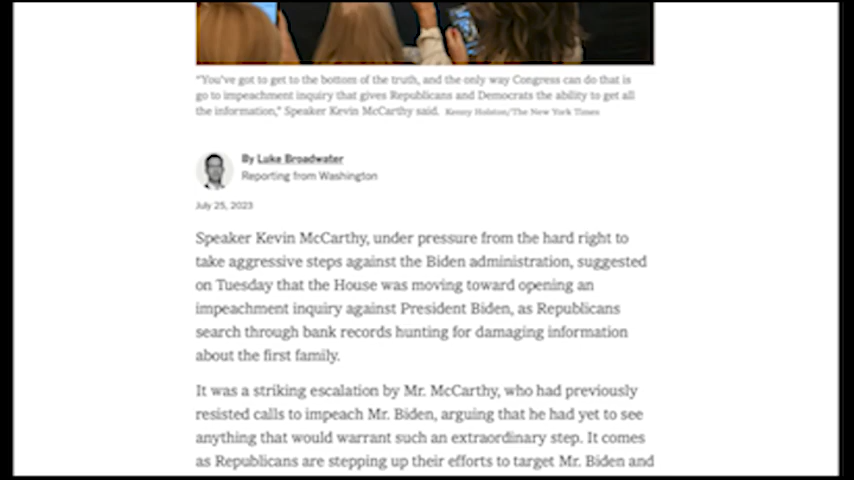 "You've got to get to the bottom of the truth, and the only way Congress can do that is
go to impeachment inquiry that gives Republicans and Democrats the ability to get all
the information," Speaker Kevin McCarthy said. Kenny Holston/The New York Times
By Luke Broadwater
Reporting from Washington
July 25, 2023
Speaker Kevin McCarthy, under pressure from the hard right to
take aggressive steps against the Biden administration, suggested
on Tuesday that the House was moving toward opening an
impeachment inquiry against President Biden, as Republicans
search through bank records hunting for damaging information
about the first family.
It was a striking escalation by Mr. McCarthy, who had previously
resisted calls to impeach Mr. Biden, arguing that he had yet to see
anything that would warrant such an extraordinary step. It comes
as Republicans are stepping up their efforts to target Mr. Biden and